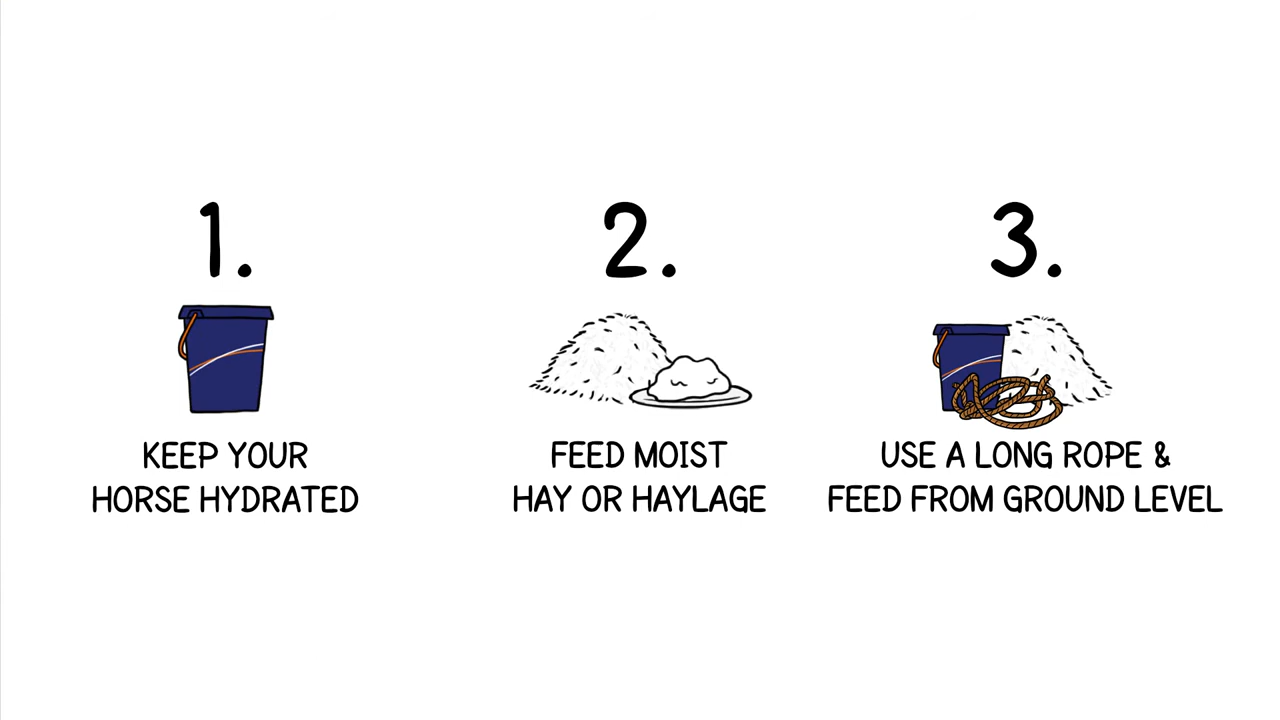 1.
KEEP YOUR
HORSE HYDRATED
2.
FEED MOIST
HAY OR HAYLAGE
3.
USE A LONG ROPE &
FEED FROM GROUND LEVEL